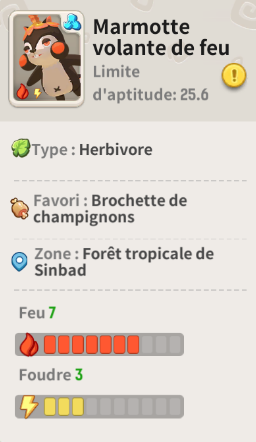 Marmotte
volante de feu
Limite
d'aptitude: 25.6
Type : Herbivore
Favori : Brochette de
champignons
Zone : Forêt tropicale de
Sinbad
Feu 7
Foudre 3